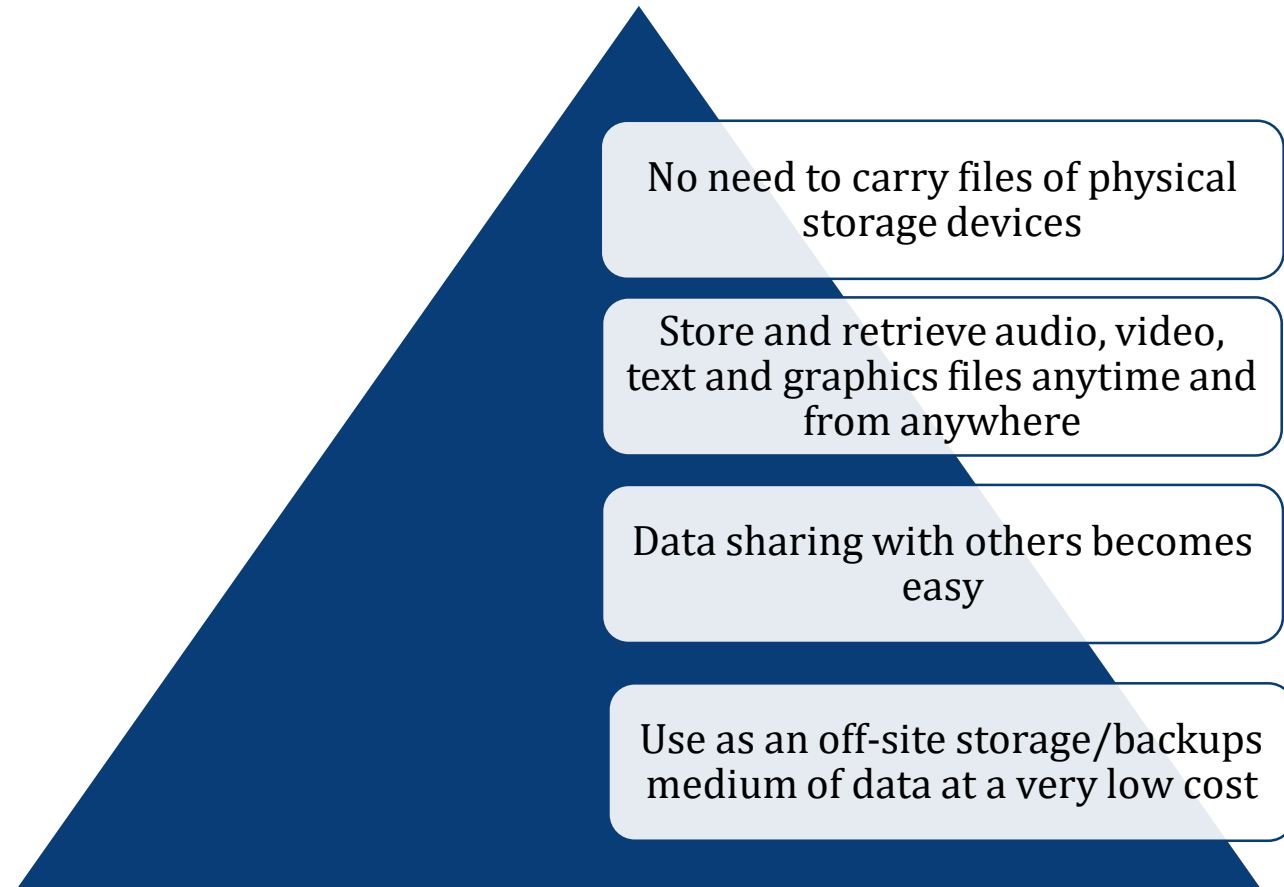 No need to carry files of physical
storage devices
Store and retrieve audio, video,
text and graphics files anytime and
from anywhere
Data sharing with others becomes
easy
Use as an off-site storage/backups
medium of data at a very low cost